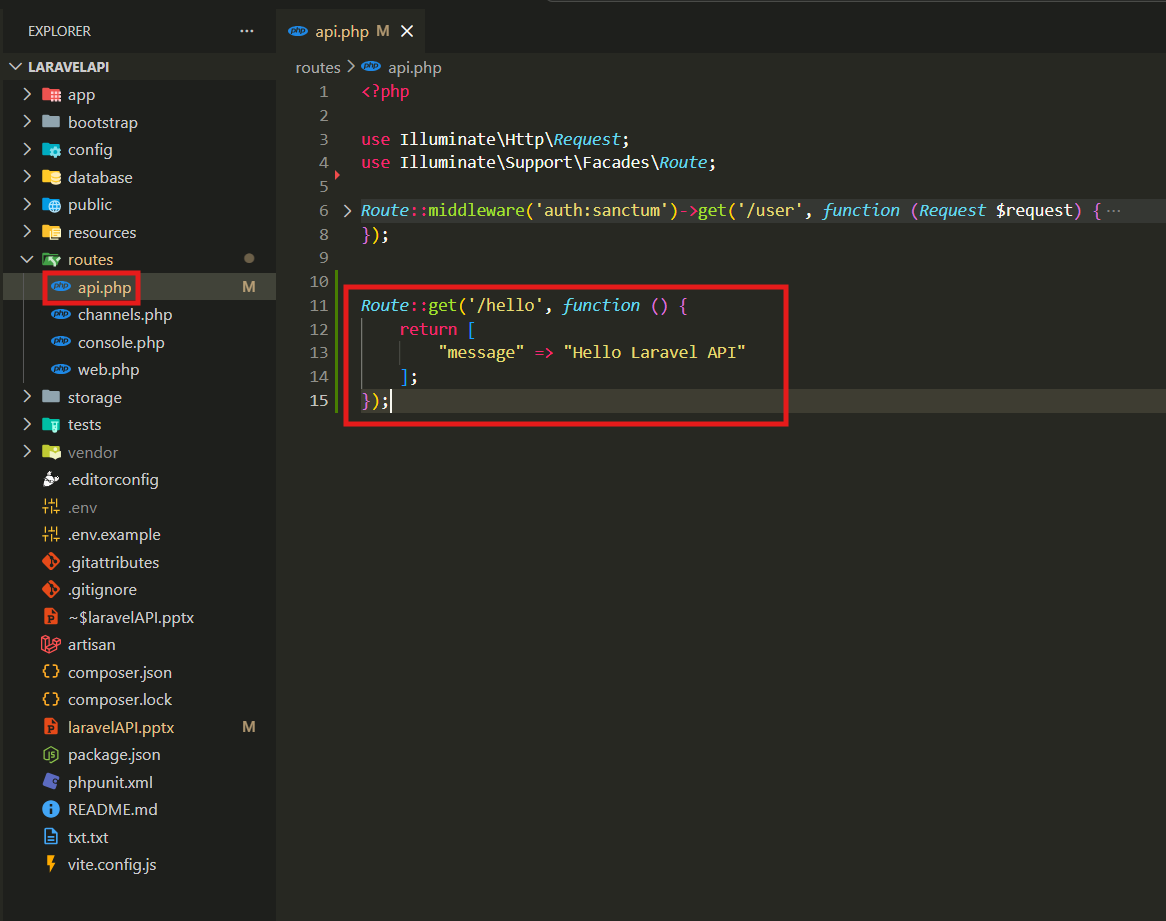 EXPLORER
···
LARAVELAPI
app
bootstrap
config
database
public
resources
routes
api.php M
channels.php
console.php
web.php
storage
tests
vendor
.editorconfig
.env
.env.example
.gitattributes
.gitignore
~$laravelAPI.pptx
artisan
composer.json
composer.lock
laravelAPI.pptx M
package.json
phpunit.xml
README.md
txt.txt
vite.config.js
php api.php M
routes > php api.php
1 <?php
2
3 use Illuminate\Http\Request;
4 use Illuminate\Support\Facades\Route;
5
6 Route::middleware('auth:sanctum')->get('/user', function (Request $request) { ···
8 });
9
10
11 Route::get('/hello', function () {
12     return [
13         "message" => "Hello Laravel API"
14     ];
15 });